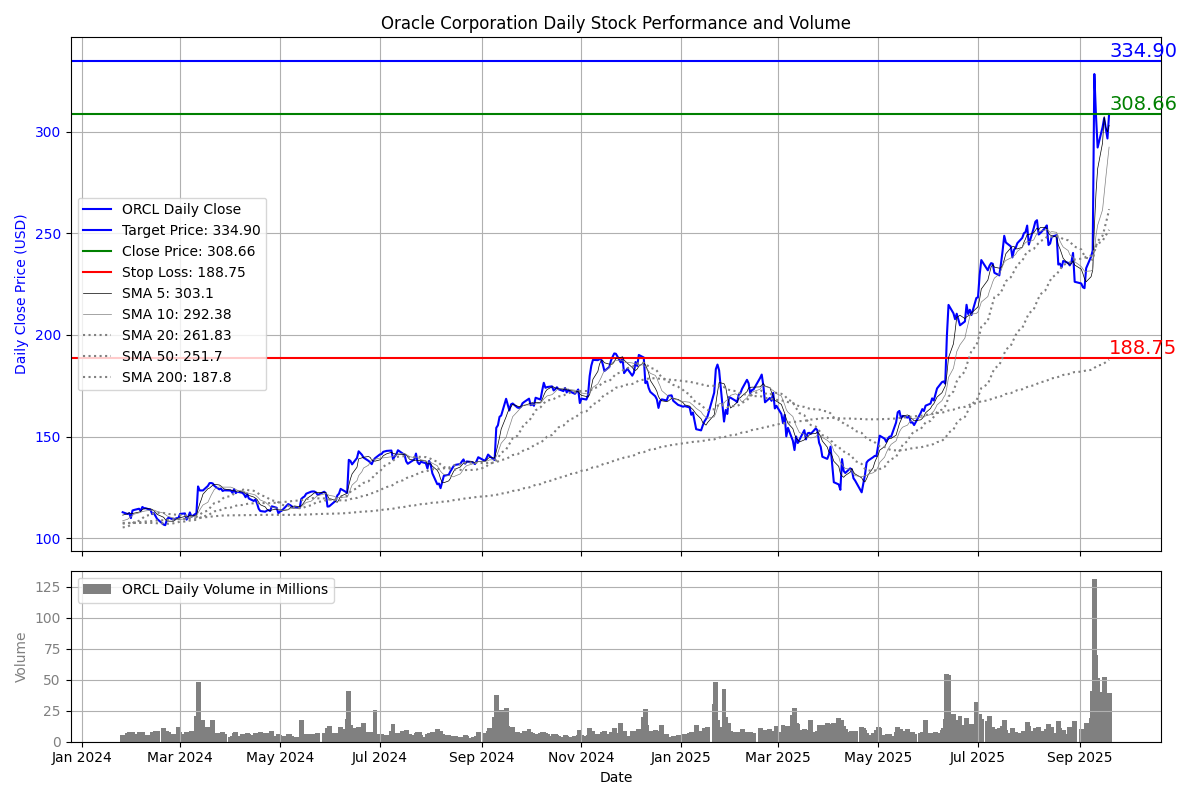 Oracle Corporation Daily Stock Performance and Volume
334.90
308.66
188.75
Daily Close Price (USD)
300
250
200
150
100
ORCL Daily Close
Target Price: 334.90
Close Price: 308.66
Stop Loss: 188.75
SMA 5: 303.1
SMA 10: 292.38
SMA 20: 261.83
SMA 50: 251.7
SMA 200: 187.8
Volume
125
100
75
50
25
0
ORCL Daily Volume in Millions
Jan 2024 Mar 2024 May 2024 Jul 2024 Sep 2024 Nov 2024 Jan 2025 Mar 2025 May 2025 Jul 2025 Sep 2025
Date